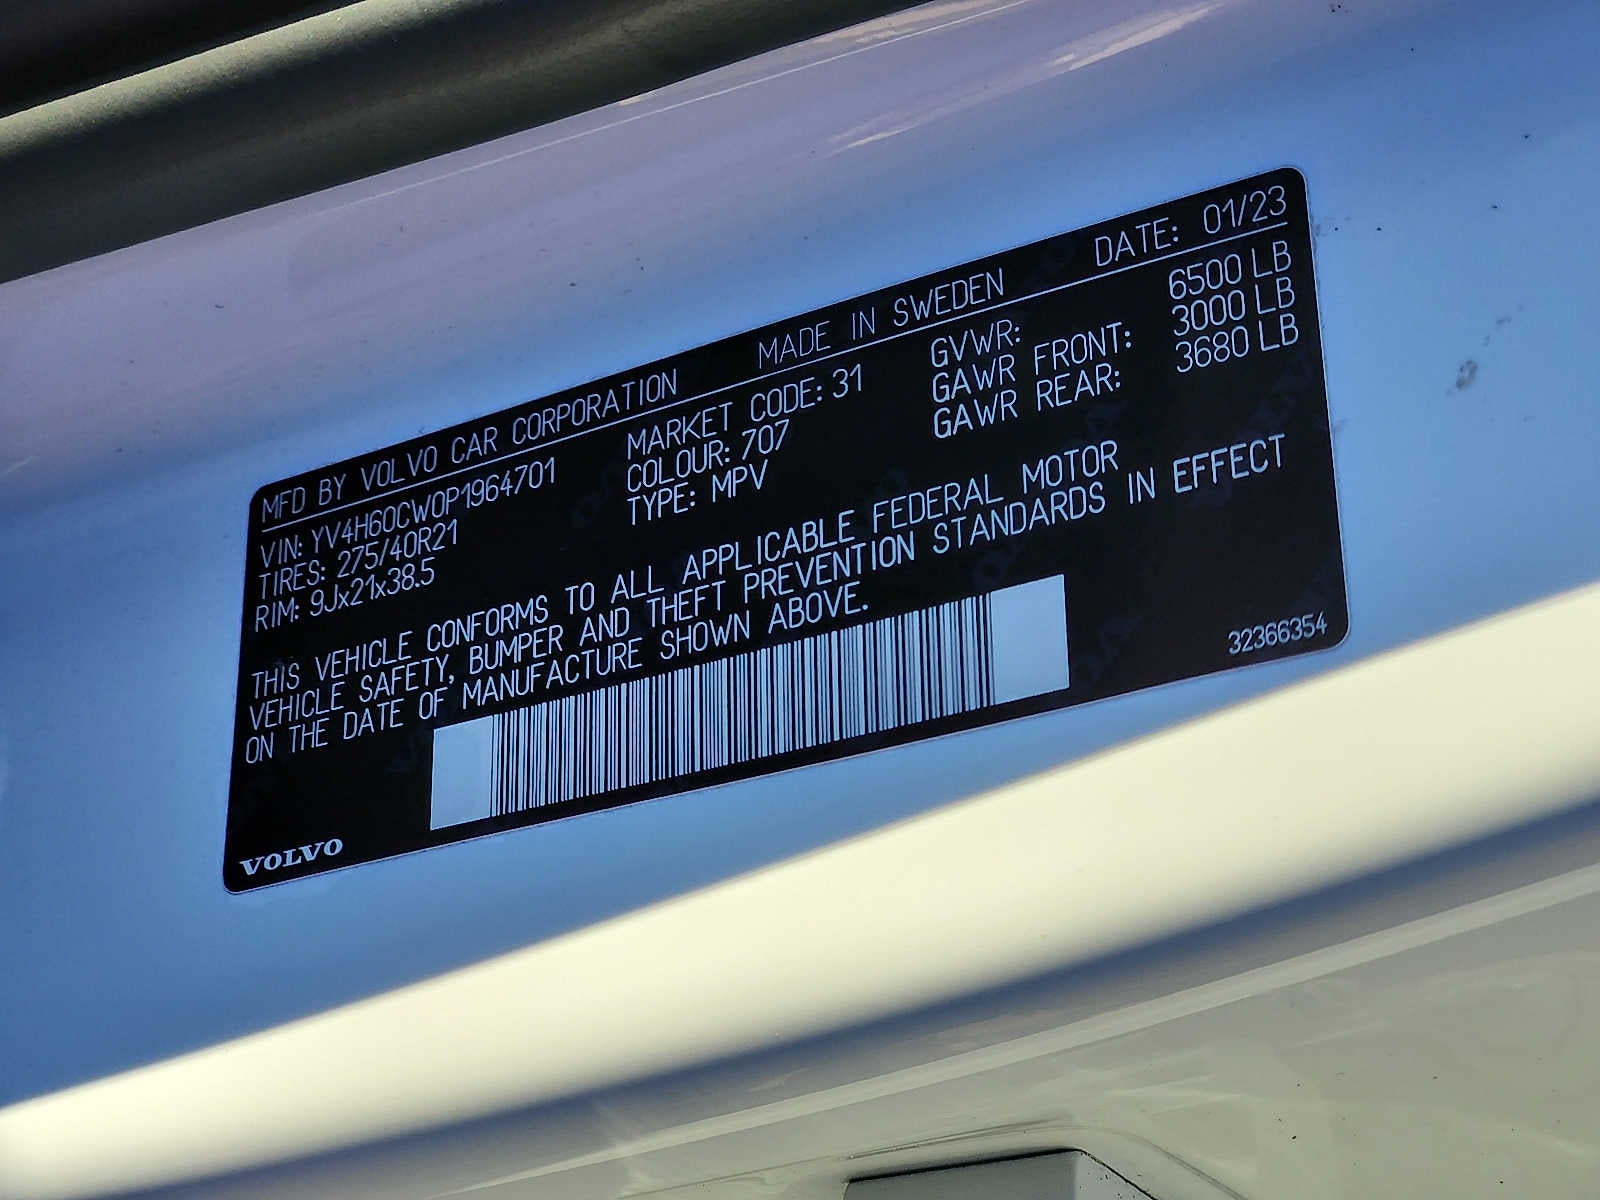 MFD BY VOLVO CAR CORPORATION MADE IN SWEDEN DATE: 01/23
VIN: YV4H60CW0P1964701 MARKET CODE: 31 GVWR: 6500 LB
TIRES: 275/40R21 COLOUR: 707 GAWR FRONT: 3000 LB
RIM: 9Jx21x38.5 TYPE: MPV GAWR REAR: 3680 LB
THIS VEHICLE CONFORMS TO ALL APPLICABLE FEDERAL MOTOR
VEHICLE SAFETY, BUMPER AND THEFT PREVENTION STANDARDS IN EFFECT
ON THE DATE OF MANUFACTURE SHOWN ABOVE.
32366354
VOLVO